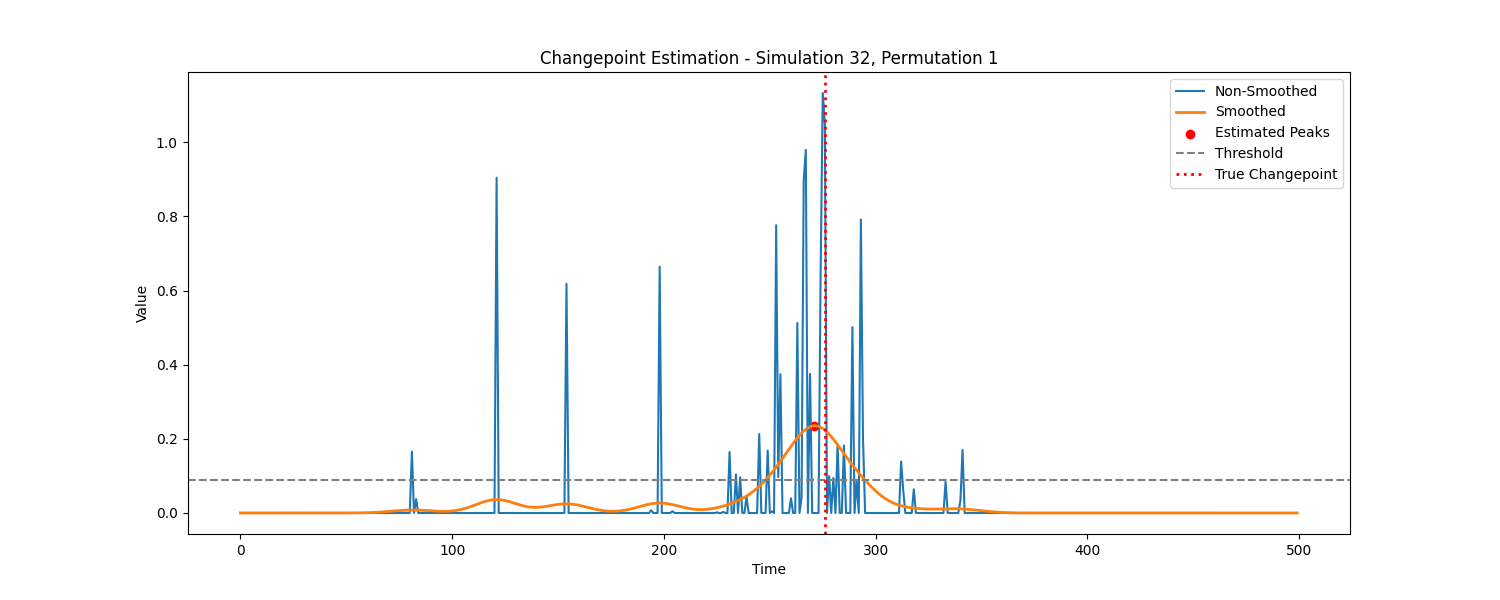 Changepoint Estimation - Simulation 32, Permutation 1
Non-Smoothed
Smoothed
Estimated Peaks
Threshold
True Changepoint
Value
1.0
0.8
0.6
0.4
0.2
0.0
0
100
200
300
400
500
Time